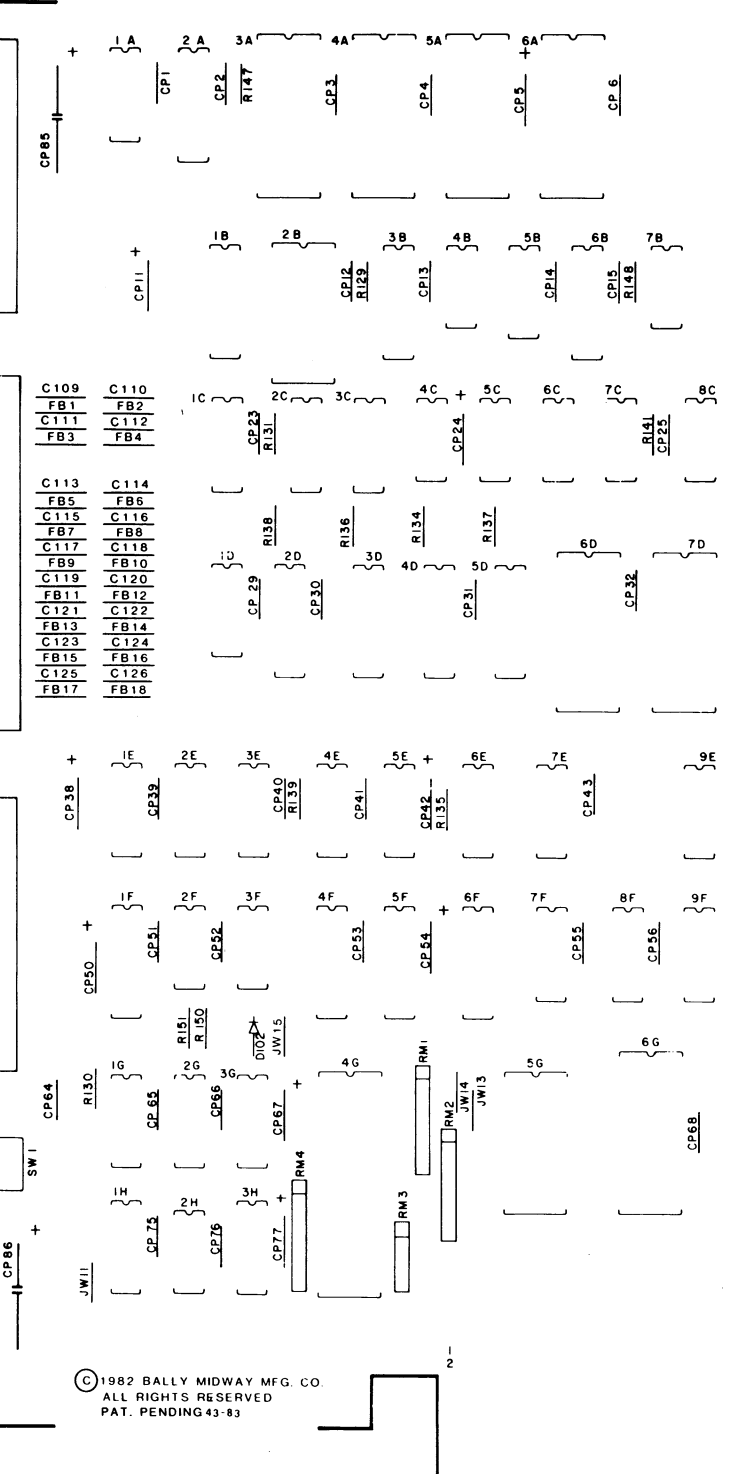 1A 2A 3A 4A 5A 6A
+ +
CP85 CP1 CP2 R147 CP3 CP4 CP5 CP6
1B 2B 3B 4B 5B 6B 7B
+
CP11 CP12 R129 CP13 CP14 CP15 R148
C109 C110
FB1 FB2
C111 C112
FB3 FB4
1C 2C 3C 4C + 5C 6C 7C 8C
CP23 R131 CP24 R141 CP25
C113 C114
FB5 FB6
C115 C116
FB7 FB8
C117 C118
FB9 FB10
C119 C120
FB11 FB12
C121 C122
FB13 FB14
C123 C124
FB15 FB16
C125 C126
FB17 FB18
R138 R136 R134 R137
1D 2D 3D 4D 5D 6D 7D
CP29 CP30 CP31 CP32
+ 1E 2E 3E 4E 5E + 6E 7E 9E
-
CP38 CP39 CP40 R139 CP41 CP42 R135 CP43
1F 2F 3F 4F 5F + 6F 7F 8F 9F
+
CP50 CP51 CP52 CP53 CP54 CP55 CP56
R151 R150 D102 JW15
RM1
6G
1G 2G 3G 4G 5G
+
CP64 R130 CP65 CP66 CP67 RM2 JW14 JW13 CP68
SW1 RM4 RM3
1H 2H 3H +
+
CP86 JW11 CP75 CP76 CP77
1
2
© 1982 BALLY MIDWAY MFG. CO.
ALL RIGHTS RESERVED
PAT. PENDING 43-83